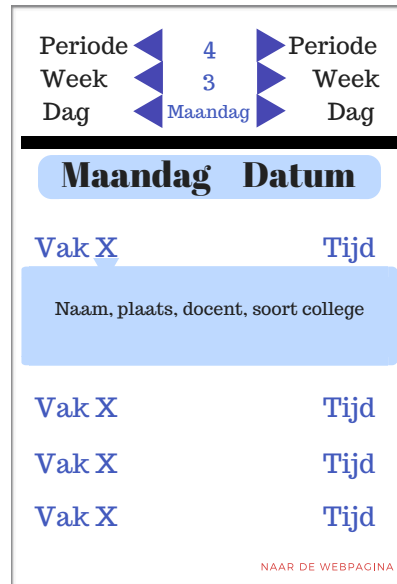 Periode 4 Periode
Week 3 Week
Dag Maandag Dag
Maandag Datum
Vak X Tijd
Naam, plaats, docent, soort college
Vak X Tijd
Vak X Tijd
Vak X Tijd
NAAR DE WEBPAGINA